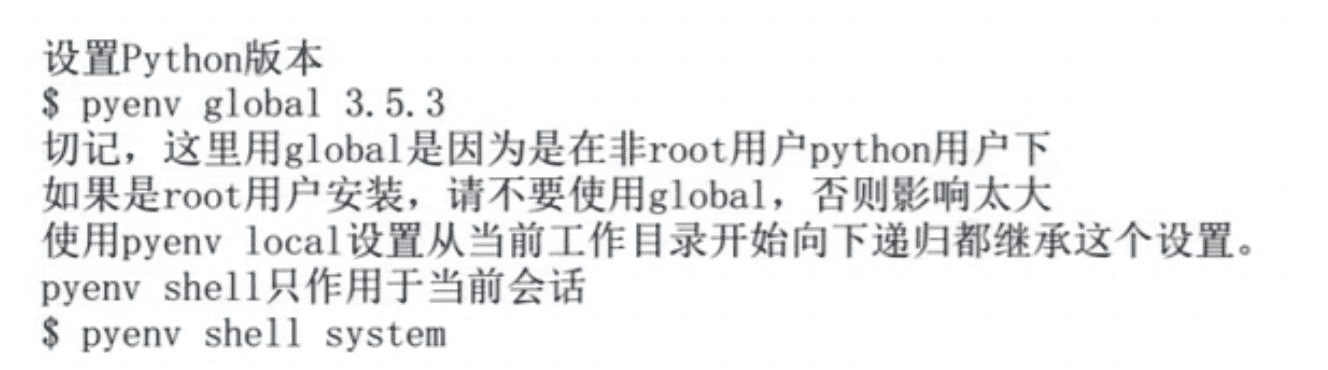 设置Python版本
$ pyenv global 3.5.3
切记，这里用global是因为是在非root用户python用户下
如果是root用户安装，请不要使用global，否则影响太大
使用pyenv local设置从当前工作目录开始向下递归都继承这个设置。
pyenv shell只作用于当前会话
$ pyenv shell system